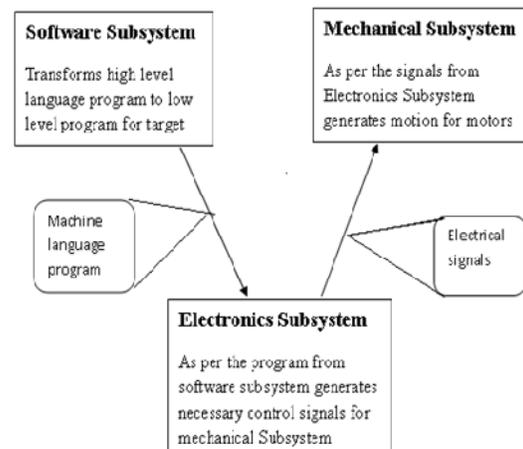 Software Subsystem
Transforms high level
language program to low
level program for target
Mechanical Subsystem
As per the signals from
Electronics Subsystem
generates motion for motors
Machine
language
program
Electrical
signals
Electronics Subsystem
As per the program from
software subsystem generates
necessary control signals for
mechanical Subsystem